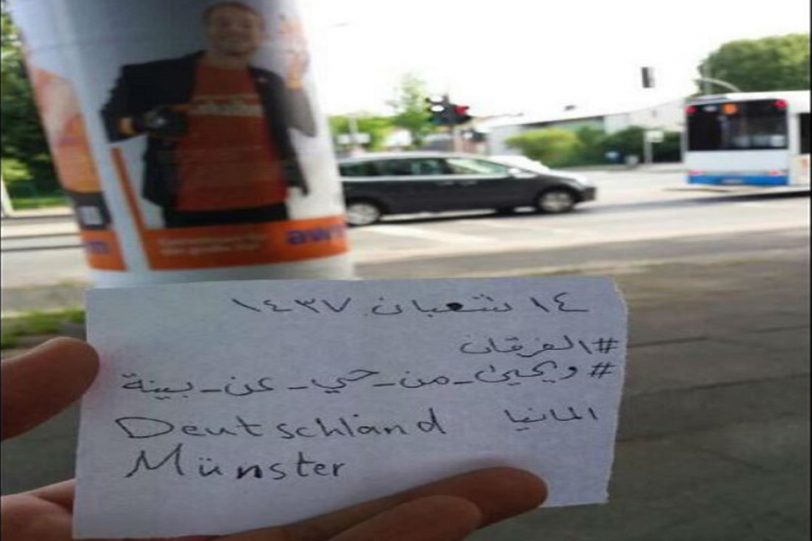 ١٤ شعبان ١٤٣٧
#الفرقان
#ويحيى_من_حي_عن_بينة
المانيا
Deutschland
Münster